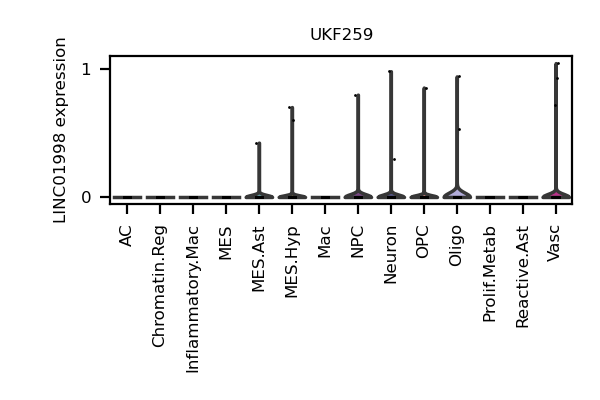 UKF259
LINC01998 expression
1
0
AC
Chromatin.Reg
Inflammatory.Mac
MES
MES.Ast
MES.Hyp
Mac
NPC
Neuron
OPC
Oligo
Prolif.Metab
Reactive.Ast
Vasc